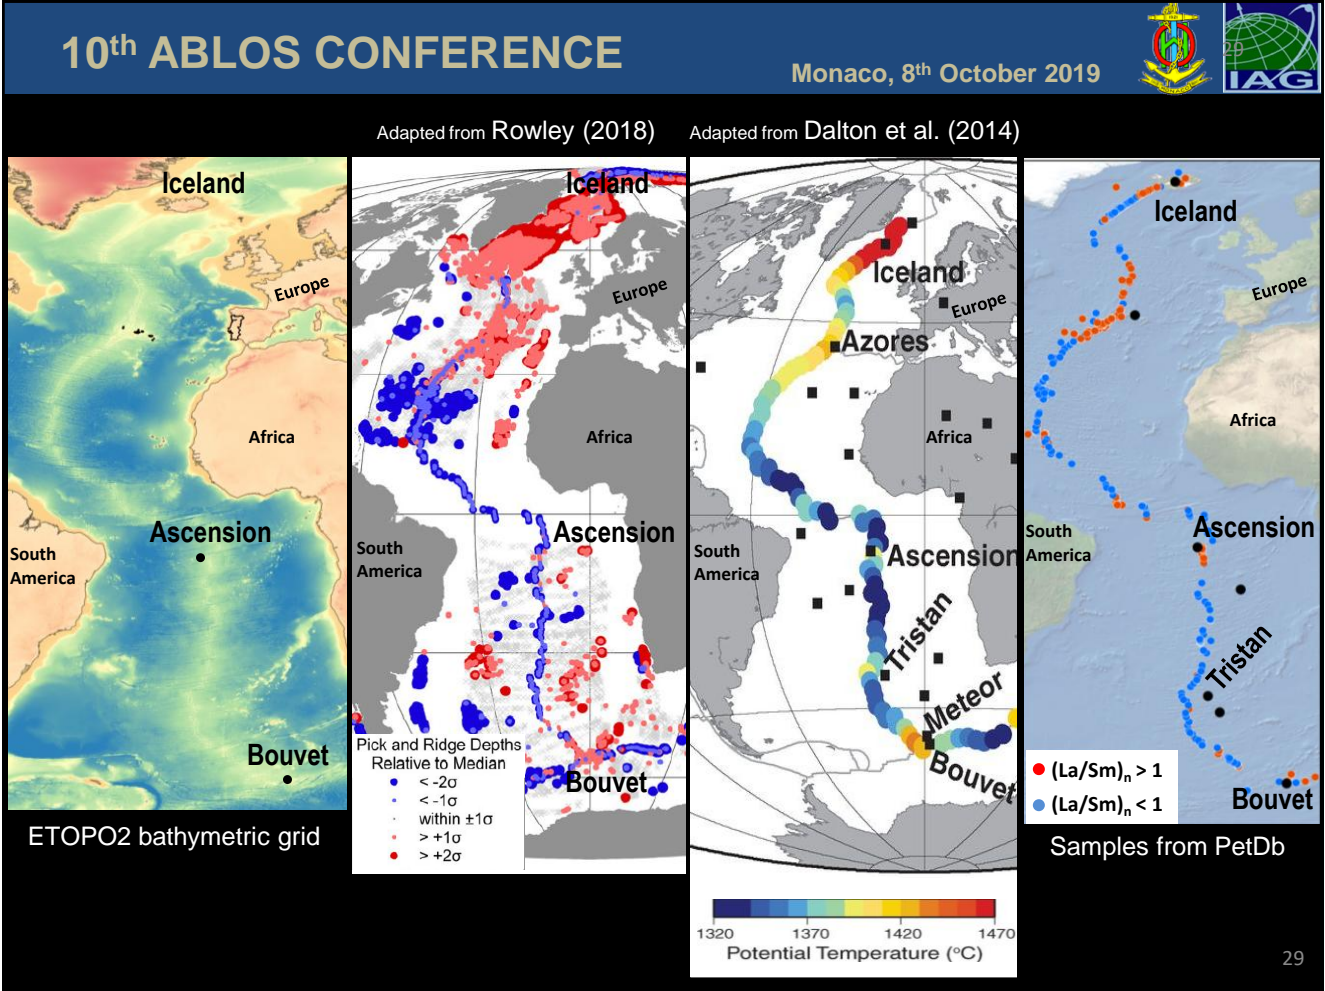 10th ABLOS CONFERENCE
Monaco, 8th October 2019
29
IAG
Adapted from Rowley (2018)
Adapted from Dalton et al. (2014)
Iceland
Europe
Africa
Ascension
South
America
Bouvet
ETOPO2 bathymetric grid
Iceland
Europe
Africa
Ascension
South
America
Bouvet
Pick and Ridge Depths
Relative to Median
< -2σ
< -1σ
within ±1σ
> +1σ
> +2σ
Iceland
Europe
Azores
Africa
Ascension
South
America
Tristan
Meteor
Bouvet
1320 1370 1420 1470
Potential Temperature (°C)
Iceland
Europe
Africa
Ascension
South
America
Tristan
Bouvet
(La/Sm)n > 1
(La/Sm)n < 1
Samples from PetDb
29